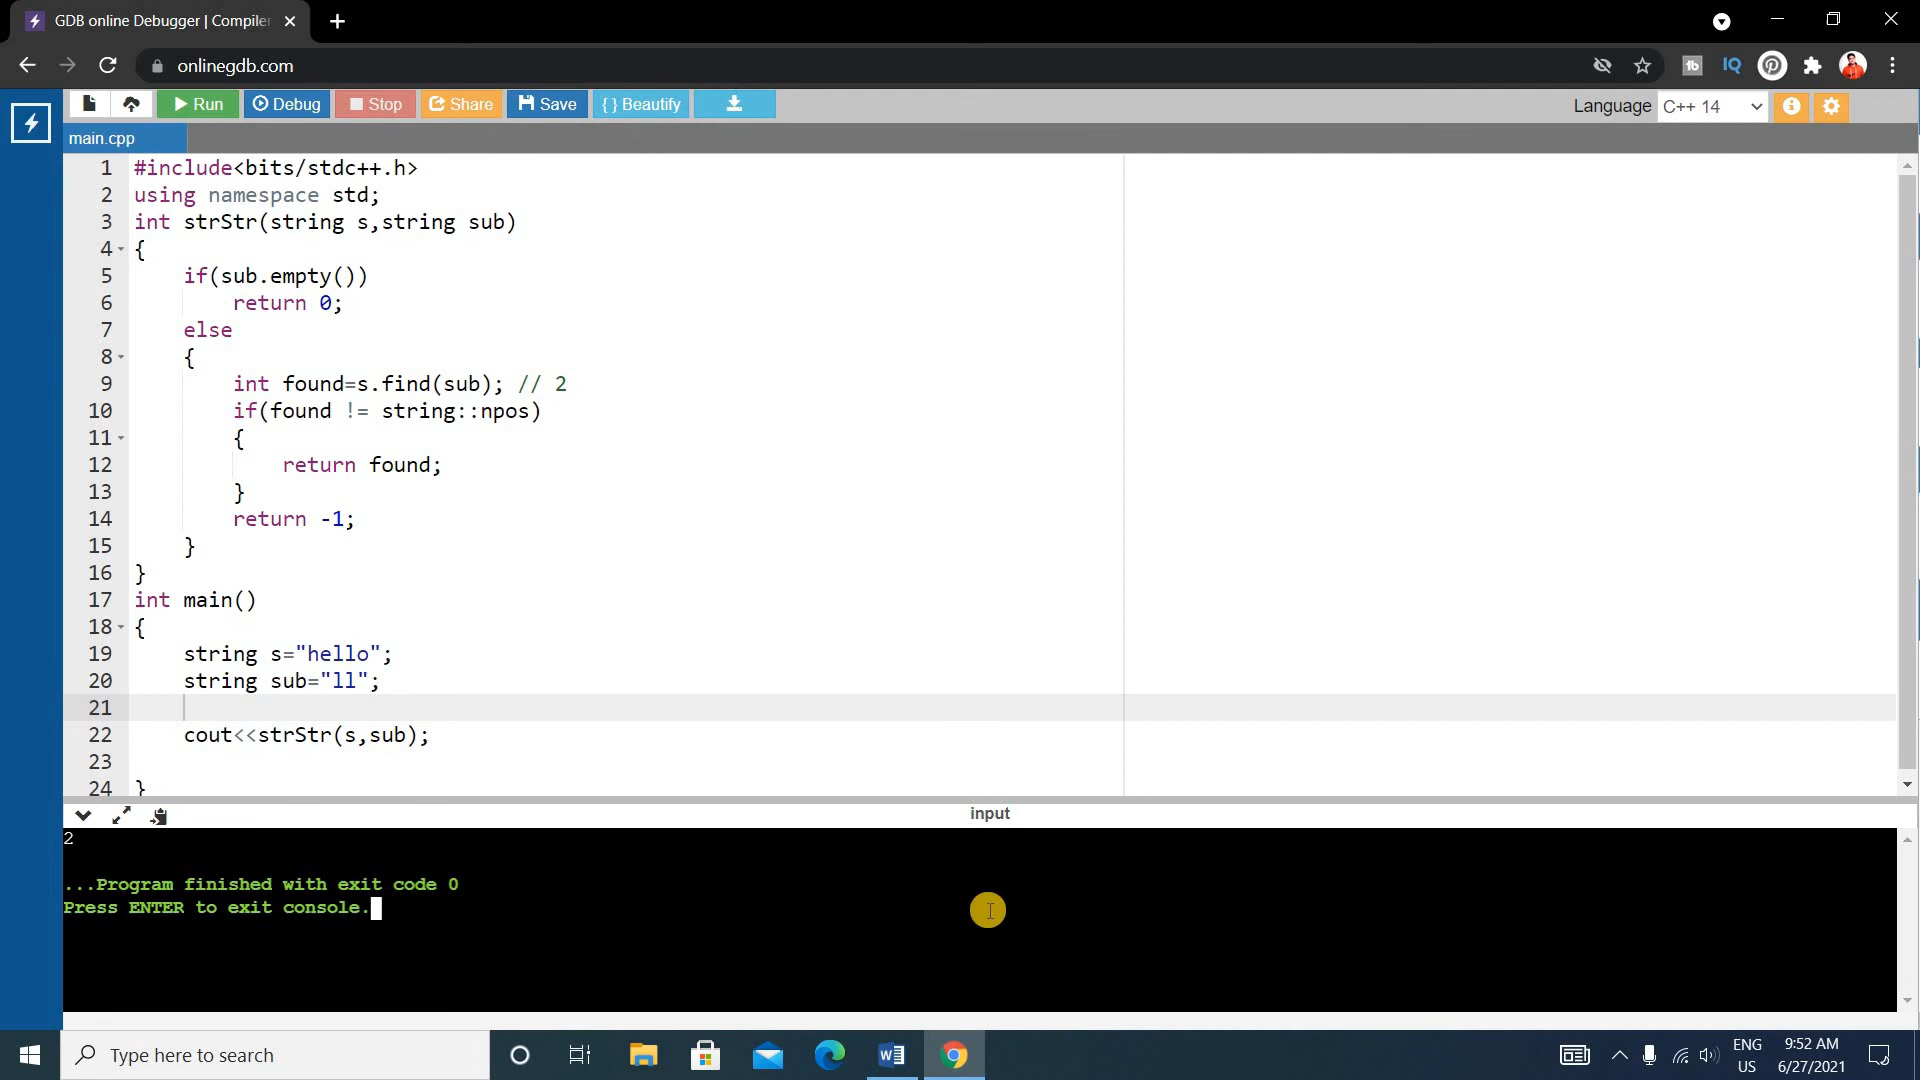 GDB online Debugger | Compiler
onlinegdb.com
IQ
Run Debug Stop Share Save { } Beautify Language C++ 14
main.cpp
1 #include<bits/stdc++.h>
2 using namespace std;
3 int strStr(string s,string sub)
4 {
5 if(sub.empty())
6 return 0;
7 else
8 {
9 int found=s.find(sub); // 2
10 if(found != string::npos)
11 {
12 return found;
13 }
14 return -1;
15 }
16 }
17 int main()
18 {
19 string s="hello";
20 string sub="ll";
21
22 cout<<strStr(s,sub);
23
24 }
input
2
...Program finished with exit code 0
Press ENTER to exit console.
Type here to search
ENG
US
9:52 AM
6/27/2021